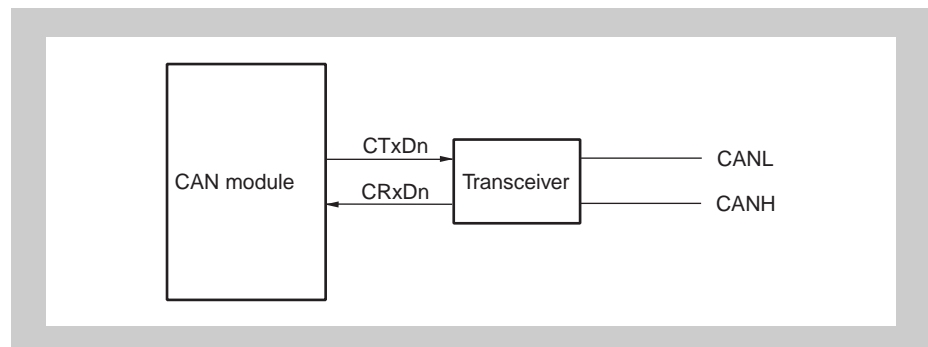 CTxDn
CANL
CAN module
Transceiver
CRxDn
CANH